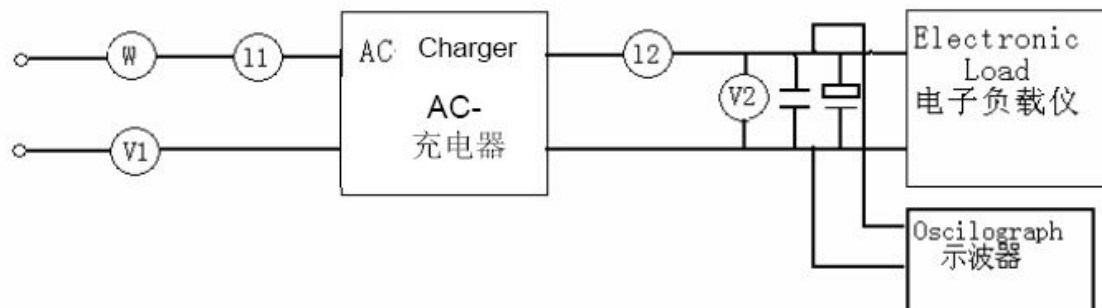 W
11
AC Charger
AC-
充电器
V1
12
V2
Electronic
Load
电子负载仪
Oscilograph
示波器